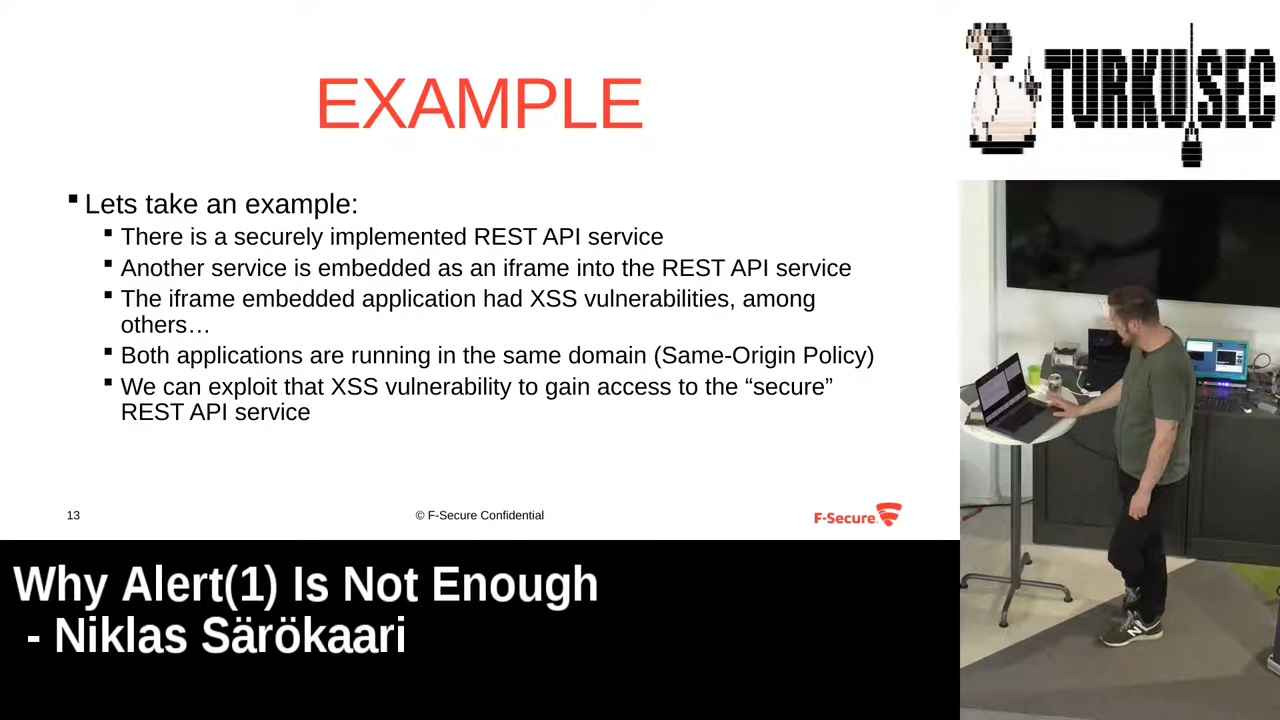 EXAMPLE
Lets take an example:
There is a securely implemented REST API service
Another service is embedded as an iframe into the REST API service
The iframe embedded application had XSS vulnerabilities, among
others…
Both applications are running in the same domain (Same-Origin Policy)
We can exploit that XSS vulnerability to gain access to the “secure”
REST API service
13
© F-Secure Confidential
F-Secure.
TURKU SEC
Why Alert(1) Is Not Enough
- Niklas Särökaari
N